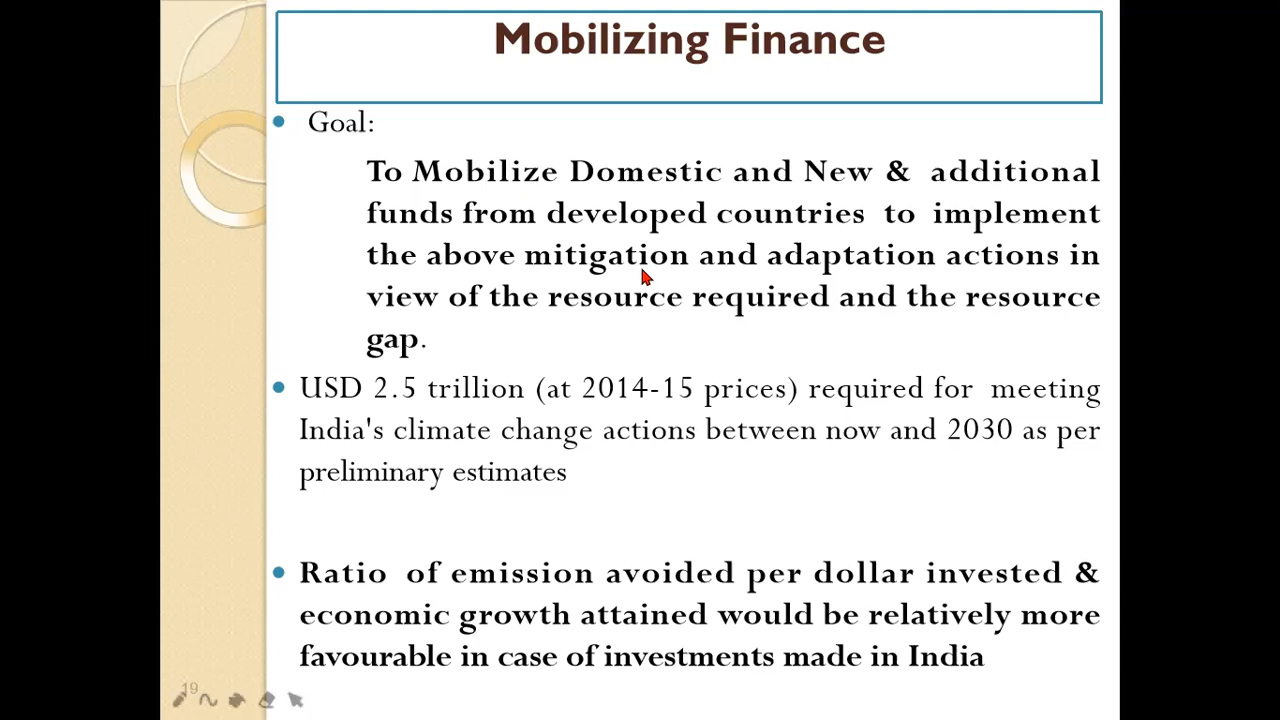 Mobilizing Finance
Goal:
To Mobilize Domestic and New & additional
funds from developed countries to implement
the above mitigation and adaptation actions in
view of the resource required and the resource
gap.
USD 2.5 trillion (at 2014-15 prices) required for meeting
India's climate change actions between now and 2030 as per
preliminary estimates
Ratio of emission avoided per dollar invested &
economic growth attained would be relatively more
favourable in case of investments made in India
19